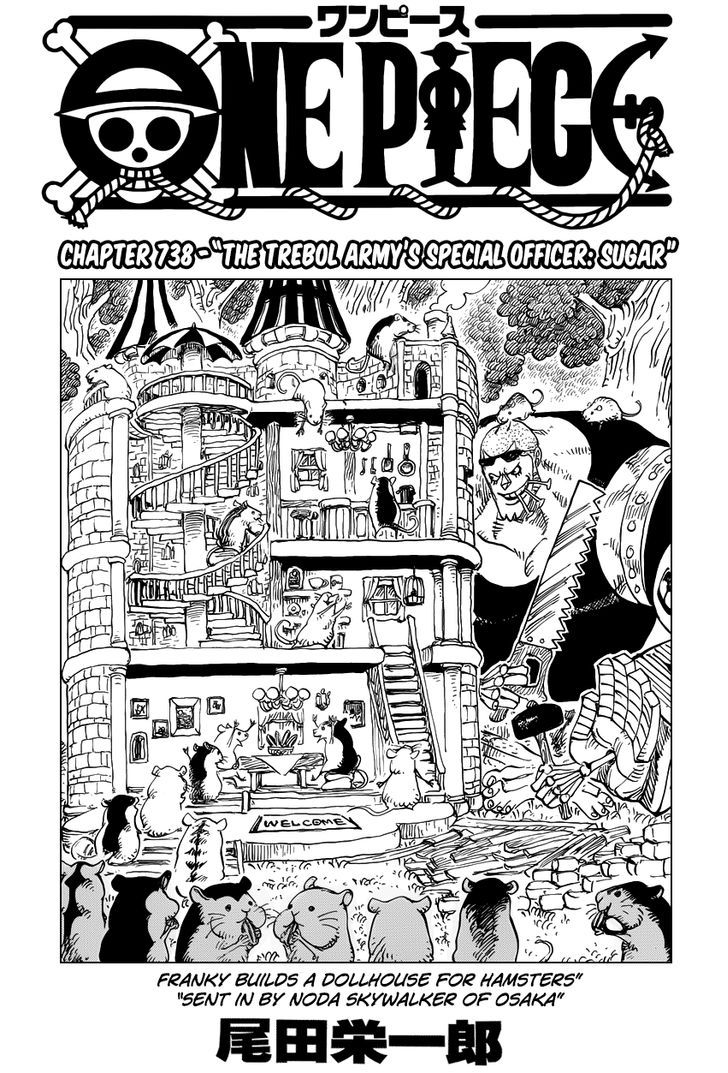 ワンピース
ONE PIECE
CHAPTER 738 - "THE TREBOL ARMY'S SPECIAL OFFICER: SUGAR"
WELCOME
FRANKY BUILDS A DOLLHOUSE FOR HAMSTERS"
"SENT IN BY NODA SKYWALKER OF OSAKA"
尾田栄一郎